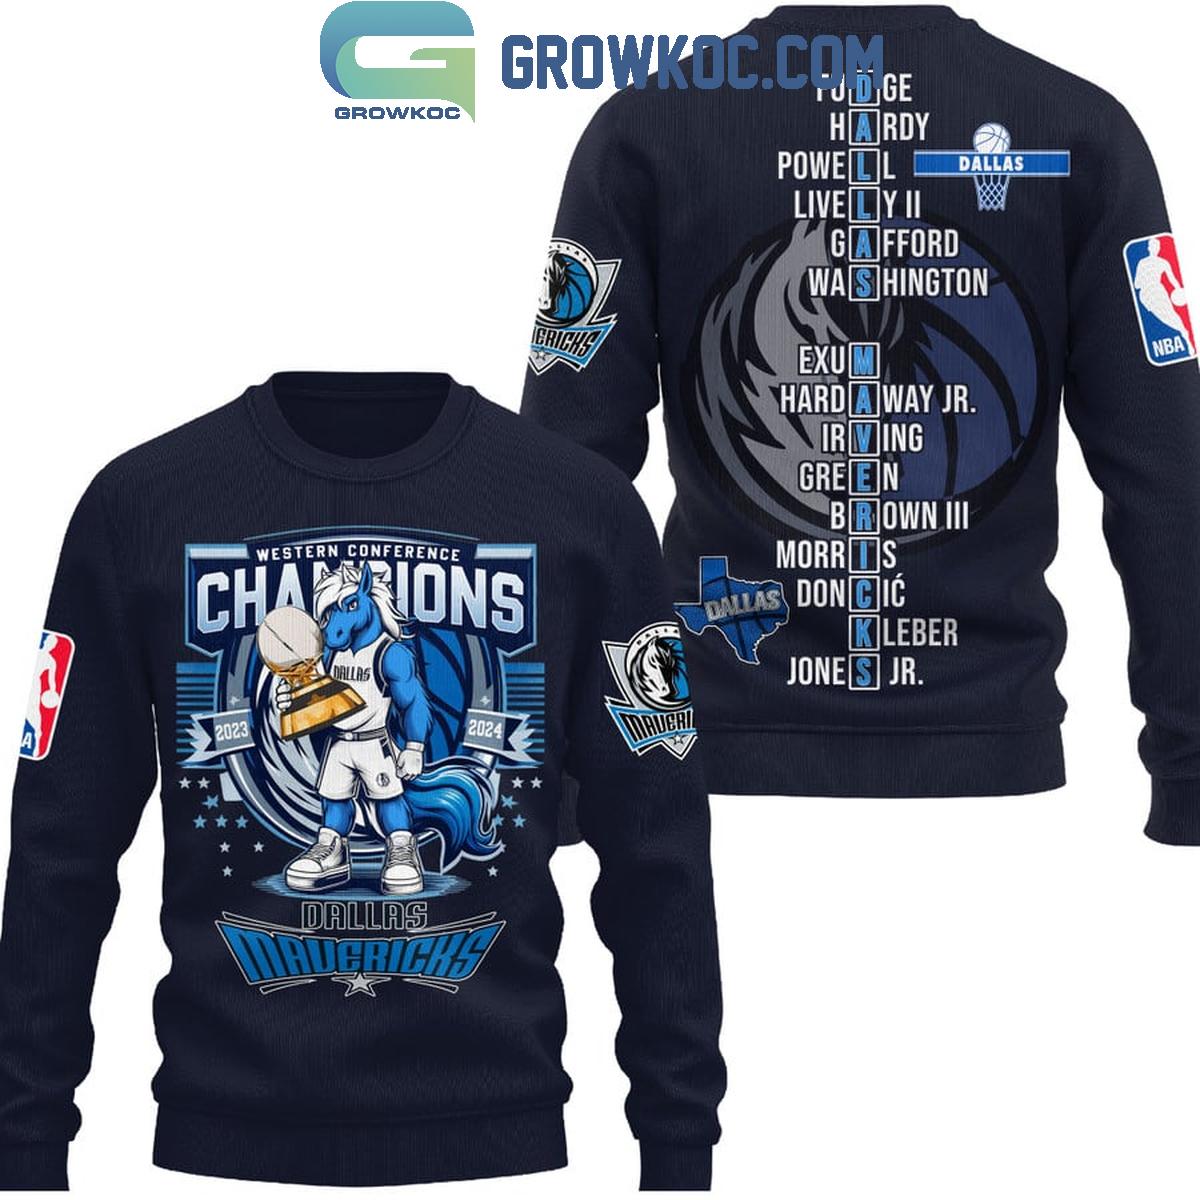 GROWKOC
GROWKOC.COM
FUDGE
HARDY
POWELL
DALLAS
LIVELY II
GAFFORD
WASHINGTON
MAVERICKS
NBA
EXUM
HARDAWAY JR.
IRVING
GREEN
BROWN III
MORRIS
DONČIĆ
DALLAS
KLEBER
JONES JR.
WESTERN CONFERENCE
CHAMPIONS
DALLAS
2023
2024
MAVERICKS
DALLAS
MAVERICKS